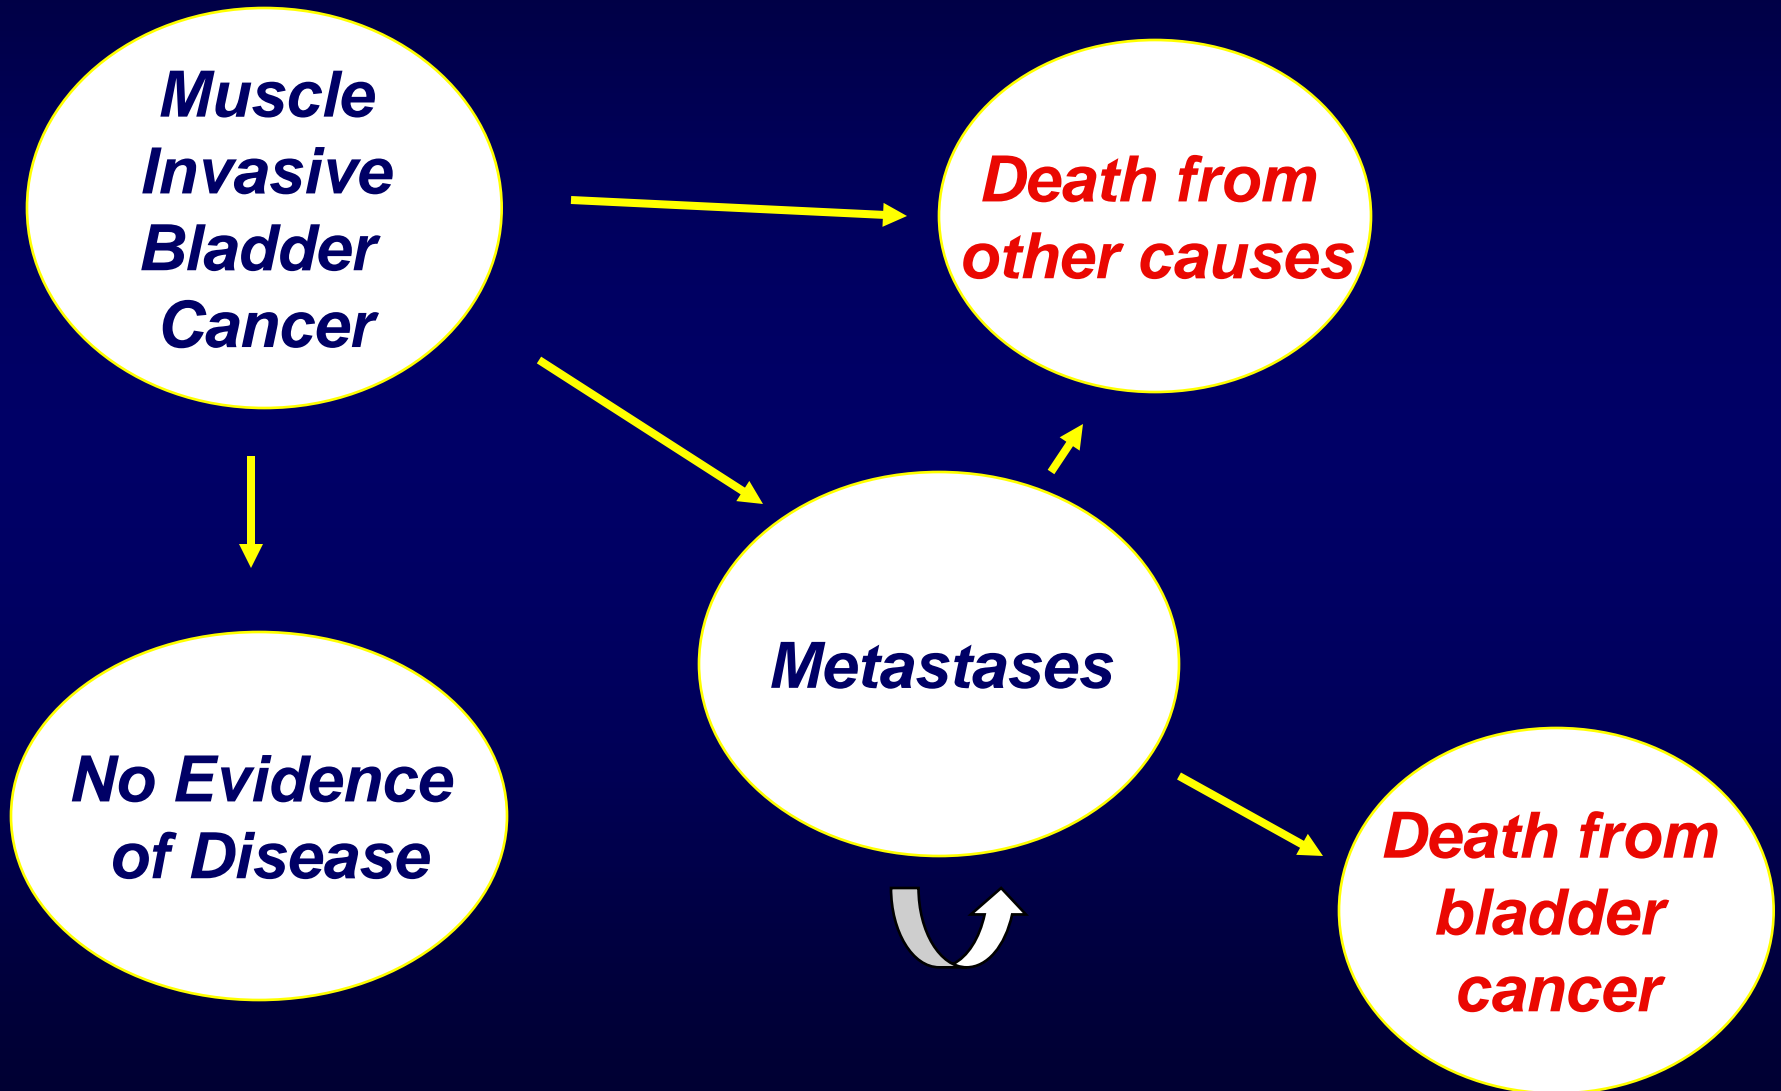 Muscle
Invasive
Bladder
Cancer
Death from
other causes
Metastases
No Evidence
of Disease
Death from
bladder
cancer